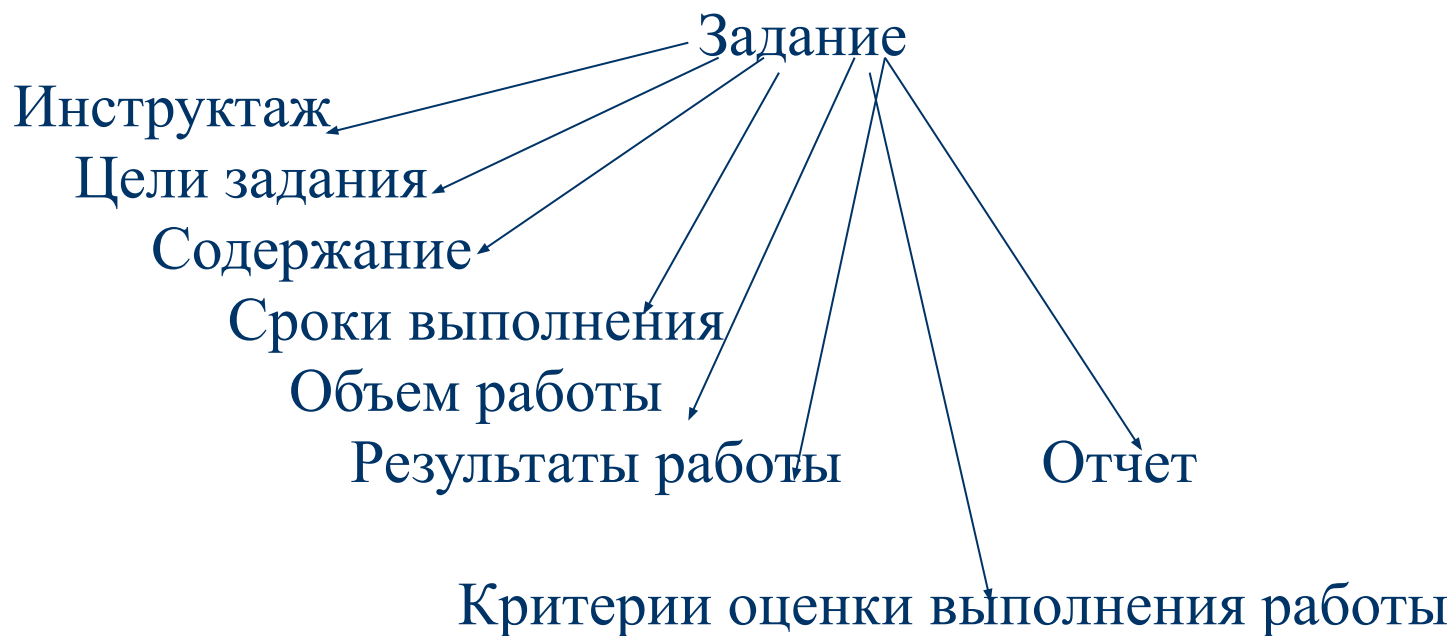 Задание
Инструктаж
Цели задания
Содержание
Сроки выполнения
Объем работы
Результаты работы Отчет
Критерии оценки выполнения работы